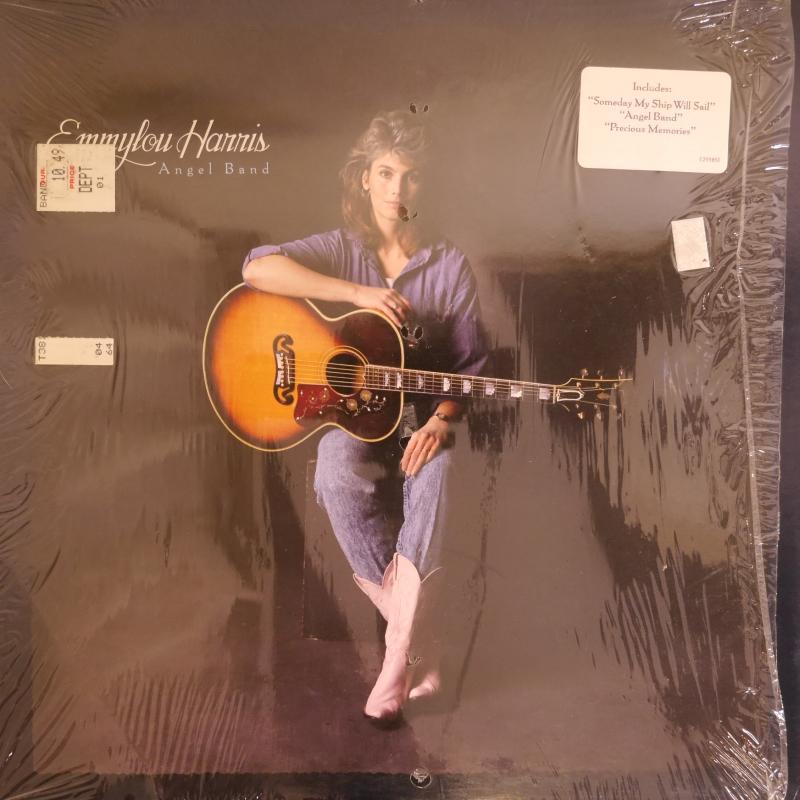 Emmylou Harris
Angel Band
Includes:
"Someday My Ship Will Sail"
"Angel Band"
"Precious Memories"
OUR
PRICE
10.49
DEPT
01
T38
04
64